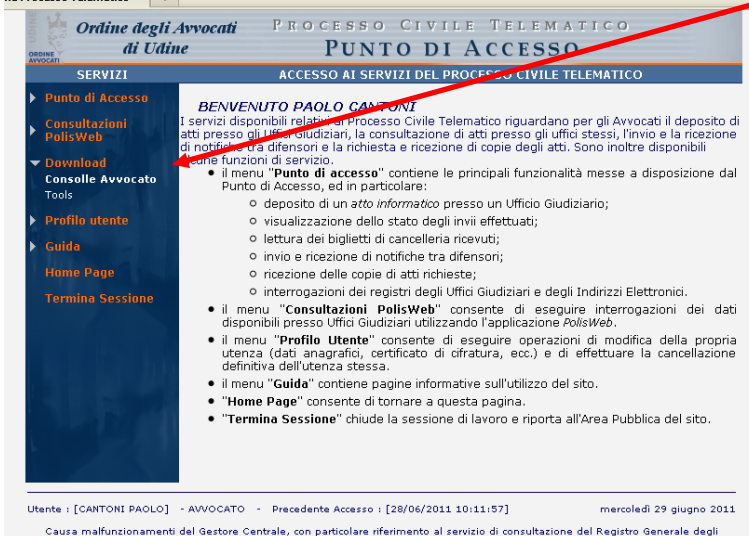 Ordine degli Avvocati
di Udine
UDINE
ORDINE
AVVOCATI
PROCESSO CIVILE TELEMATICO
PUNTO DI ACCESSO
SERVIZI
ACCESSO AI SERVIZI DEL PROCESSO CIVILE TELEMATICO
Punto di Accesso
Consultazioni
PolisWeb
Download
Consolle Avvocato
Tools
Profilo utente
Guida
Home Page
Termina Sessione
BENVENUTO PAOLO CANTONI
I servizi disponibili relativi al Processo Civile Telematico riguardano per gli Avvocati il deposito di
atti presso gli Uffici Giudiziari, la consultazione di atti presso gli uffici stessi, l'invio e la ricezione
di notifiche tra difensori e la richiesta e ricezione di copie degli atti. Sono inoltre disponibili
alcune funzioni di servizio.
• il menu "Punto di accesso" contiene le principali funzionalità messe a disposizione dal
Punto di Accesso, ed in particolare:
○ deposito di un atto informatico presso un Ufficio Giudiziario;
○ visualizzazione dello stato degli invii effettuati;
○ lettura dei biglietti di cancelleria ricevuti;
○ invio e ricezione di notifiche tra difensori;
○ ricezione delle copie di atti richieste;
○ interrogazioni dei registri degli Uffici Giudiziari e degli Indirizzi Elettronici.
• il menu "Consultazioni PolisWeb" consente di eseguire interrogazioni dei dati
disponibili presso Uffici Giudiziari utilizzando l'applicazione PolisWeb.
• il menu "Profilo Utente" consente di eseguire operazioni di modifica della propria
utenza (dati anagrafici, certificato di cifratura, ecc.) e di effettuare la cancellazione
definitiva dell'utenza stessa.
• il menu "Guida" contiene pagine informative sull'utilizzo del sito.
• "Home Page" consente di tornare a questa pagina.
• "Termina Sessione" chiude la sessione di lavoro e riporta all'Area Pubblica del sito.
Utente : [CANTONI PAOLO] - AVVOCATO - Precedente Accesso : [28/06/2011 10:11:57] mercoledì 29 giugno 2011
Causa malfunzionamenti del Gestore Centrale, con particolare riferimento al servizio di consultazione del Registro Generale degli